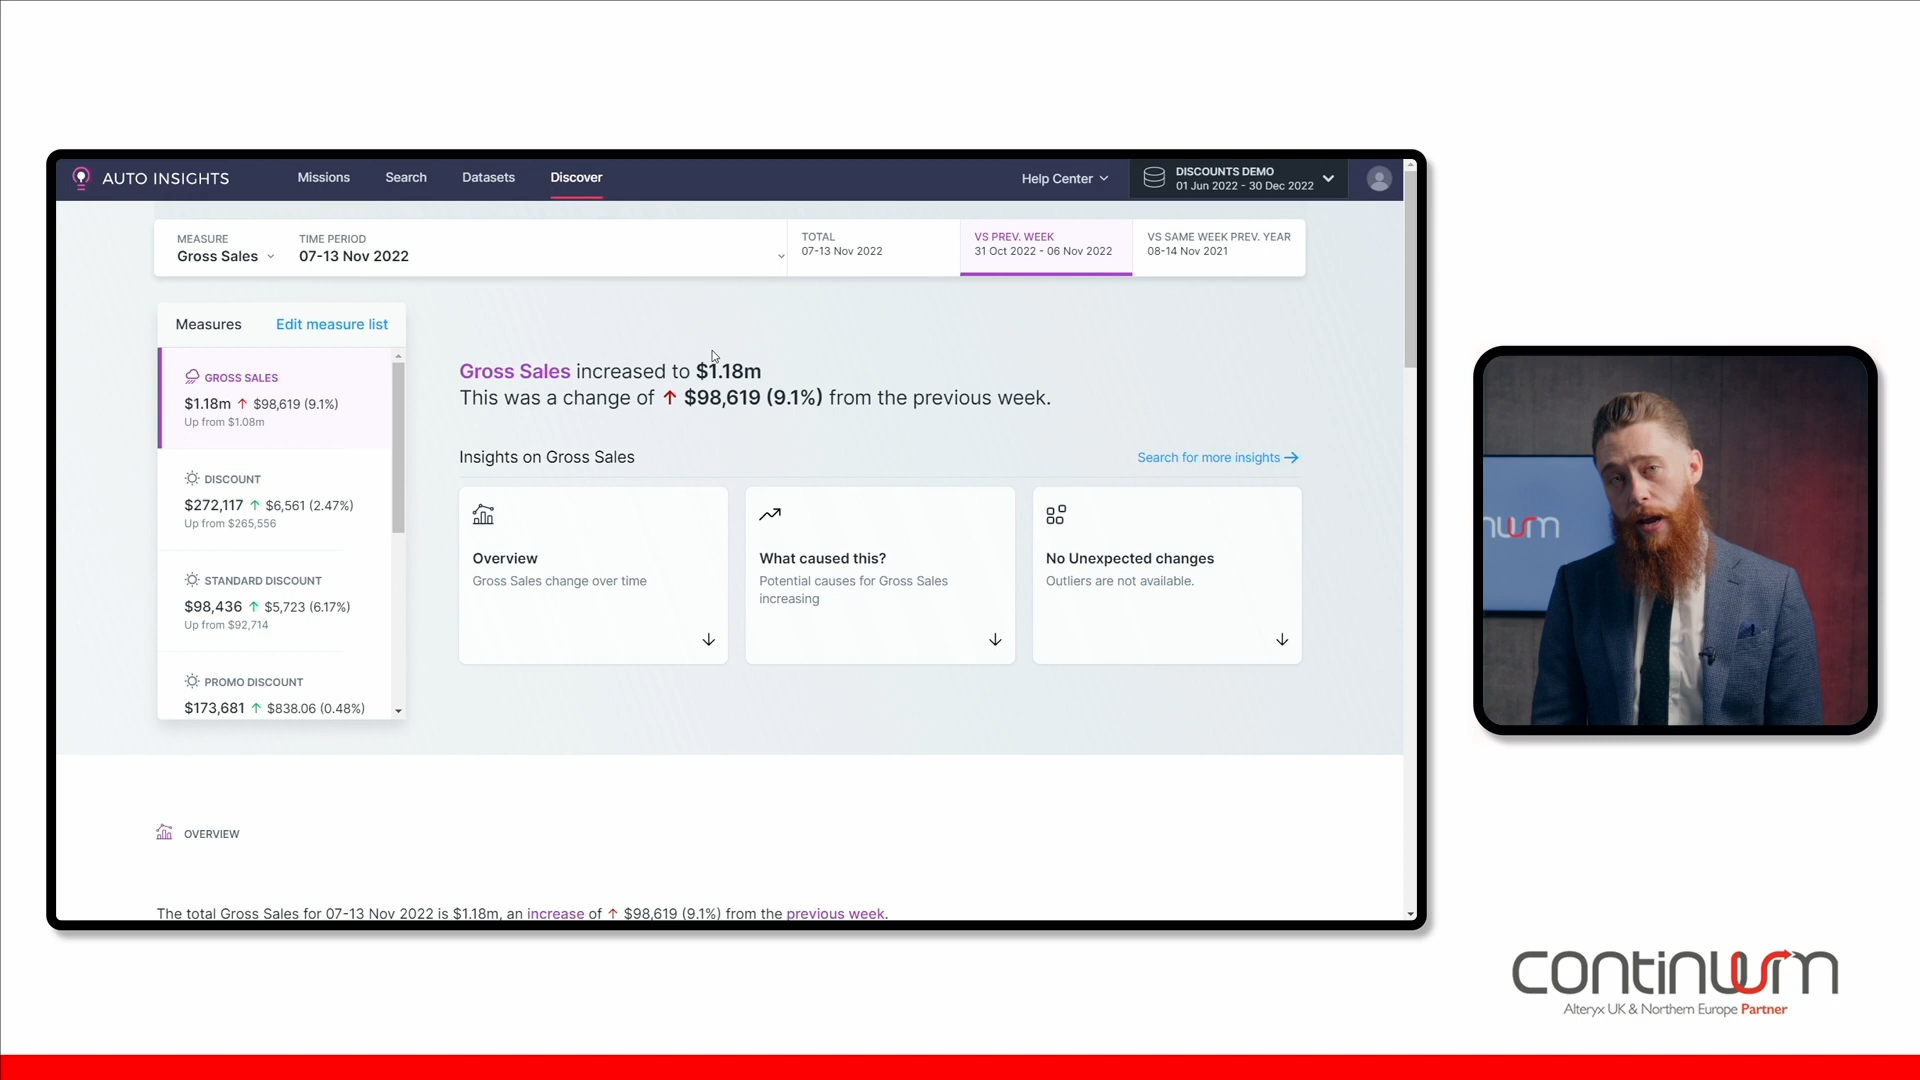 AUTO INSIGHTS
Missions
Search
Datasets
Discover
Help Center
DISCOUNTS DEMO
01 Jun 2022 - 30 Dec 2022
MEASURE
Gross Sales
TIME PERIOD
07-13 Nov 2022
TOTAL
07-13 Nov 2022
VS PREV. WEEK
31 Oct 2022 - 06 Nov 2022
VS SAME WEEK PREV. YEAR
08-14 Nov 2021
Measures
Edit measure list
GROSS SALES
$1.18m ↑ $98,619 (9.1%)
Up from $1.08m
DISCOUNT
$272,117 ↑ $6,561 (2.47%)
Up from $265,556
STANDARD DISCOUNT
$98,436 ↑ $5,723 (6.17%)
Up from $92,714
PROMO DISCOUNT
$173,681 ↑ $838.06 (0.48%)
Gross Sales increased to $1.18m
This was a change of ↑ $98,619 (9.1%) from the previous week.
Insights on Gross Sales
Search for more insights →
Overview
Gross Sales change over time
What caused this?
Potential causes for Gross Sales
increasing
No Unexpected changes
Outliers are not available.
OVERVIEW
The total Gross Sales for 07-13 Nov 2022 is $1.18m, an increase of ↑ $98,619 (9.1%) from the previous week.
continuum
Alteryx UK & Northern Europe Partner